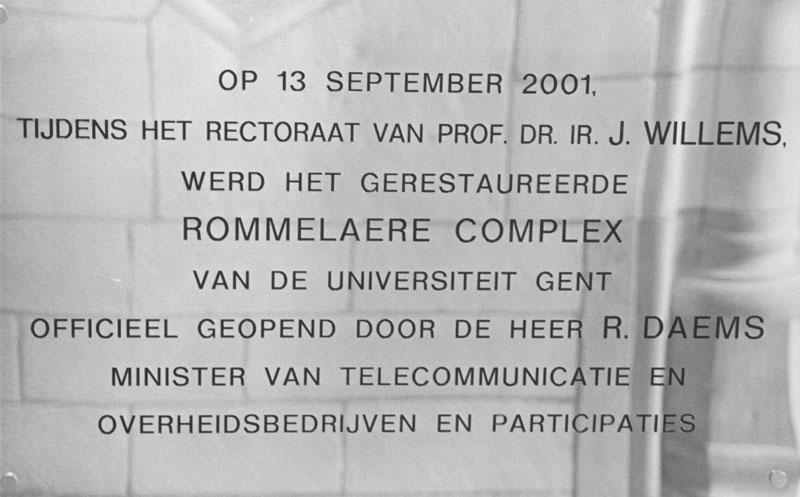 OP 13 SEPTEMBER 2001,
TIJDENS HET RECTORAAT VAN PROF. DR. IR. J. WILLEMS,
WERD HET GERESTAUREERDE
ROMMELAERE COMPLEX
VAN DE UNIVERSITEIT GENT
OFFICIEEL GEOPEND DOOR DE HEER R. DAEMS
MINISTER VAN TELECOMMUNICATIE EN
OVERHEIDSBEDRIJVEN EN PARTICIPATIES